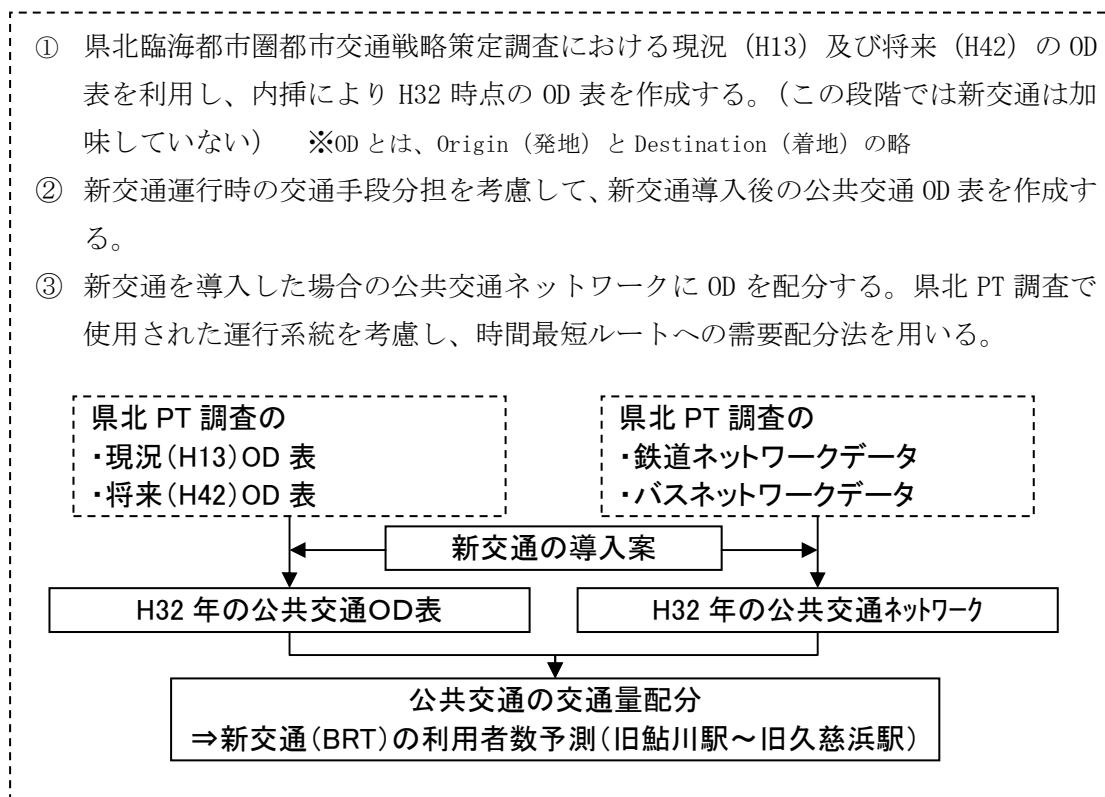 ① 県北臨海都市圏都市交通戦略策定調査における現況（H13）及び将来（H42）の OD
表を利用し、内挿により H32 時点の OD 表を作成する。（この段階では新交通は加
味していない） ※OD とは、Origin（発地）と Destination（着地）の略
② 新交通運行時の交通手段分担を考慮して、新交通導入後の公共交通 OD 表を作成す
る。
③ 新交通を導入した場合の公共交通ネットワークに OD を配分する。県北 PT 調査で
使用された運行系統を考慮し、時間最短ルートへの需要配分法を用いる。
県北 PT 調査の
・現況（H13）OD 表
・将来（H42）OD 表
県北 PT 調査の
・鉄道ネットワークデータ
・バスネットワークデータ
新交通の導入案
H32 年の公共交通ＯＤ表
H32 年の公共交通ﾈｯﾄﾜｰｸ
公共交通の交通量配分
⇒新交通（BRT）の利用者数予測（旧鮎川駅～旧久慈浜駅）